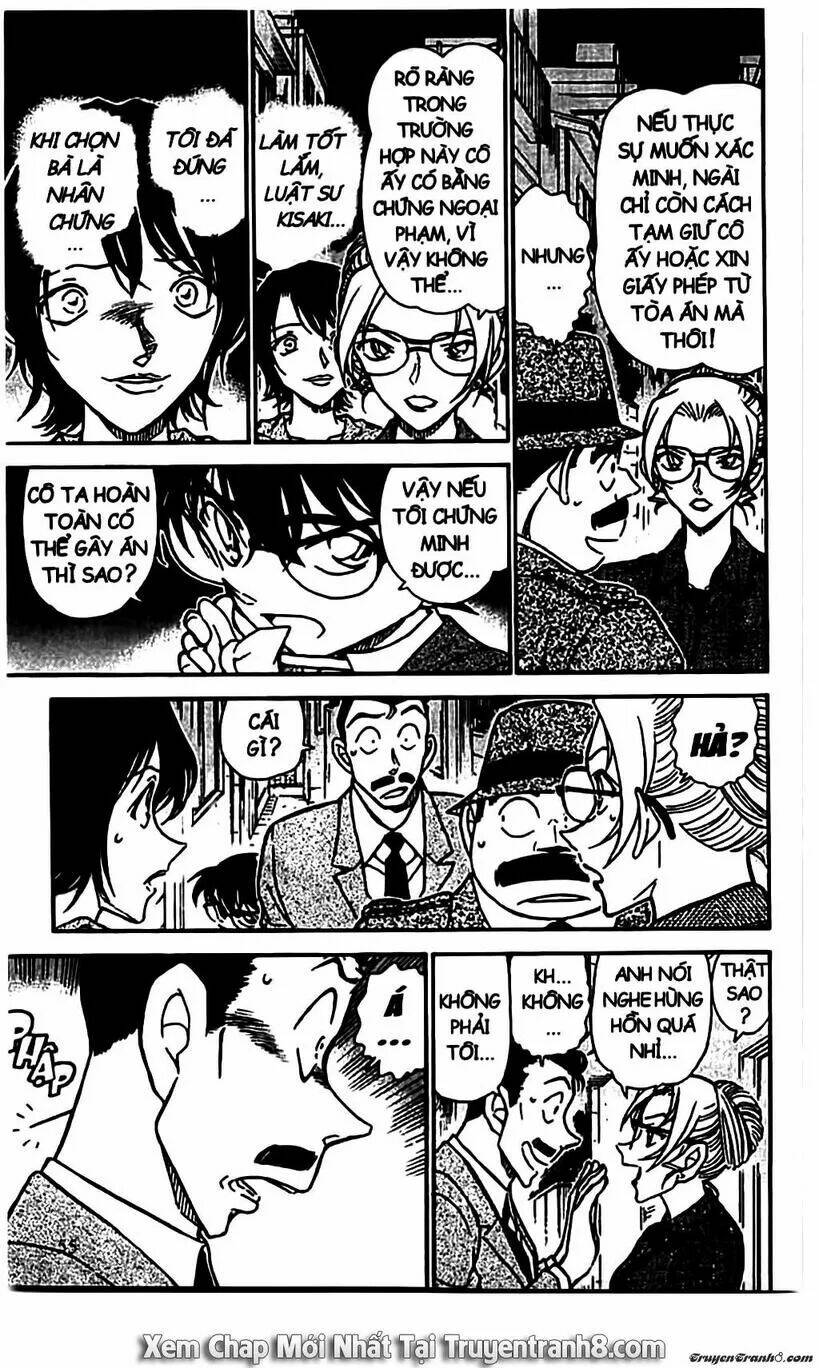 NẾU THỰC
SỰ MUỐN XÁC
MINH, NGÀI
CHỈ CÒN CÁCH
TẠM GIỮ CÔ
ẤY HOẶC XIN
GIẤY PHÉP TỪ
TÒA ÁN MÀ
THÔI!
NHƯNG
...
RÕ RÀNG
TRONG
TRƯỜNG
HỢP NÀY CÔ
ẤY CÓ BẰNG
CHỨNG NGOẠI
PHẠM, VÌ
VẬY KHÔNG
THỂ...
LÀM TỐT
LẮM,
LUẬT SƯ
KISAKI...
TÔI ĐÃ
ĐÚNG
...
KHI CHỌN
BÀ LÀ
NHÂN
CHỨNG
...
VẬY NẾU
TÔI CHỨNG
MINH
ĐƯỢC...
CÔ TA HOÀN
TOÀN CÓ
THỂ GÂY ÁN
THÌ SAO?
HẢ?
CÁI
GÌ?
THẬT
SAO
?
ANH NÓI
NGHE HÙNG
HỒN QUÁ
NHỈ...
KH...
KHÔNG
...
KHÔNG
PHẢI
TÔI...
Á
...
PHẬP
55
Xem Chap Mới Nhất Tại Truyentranh8.com
TruyenTranh8.com